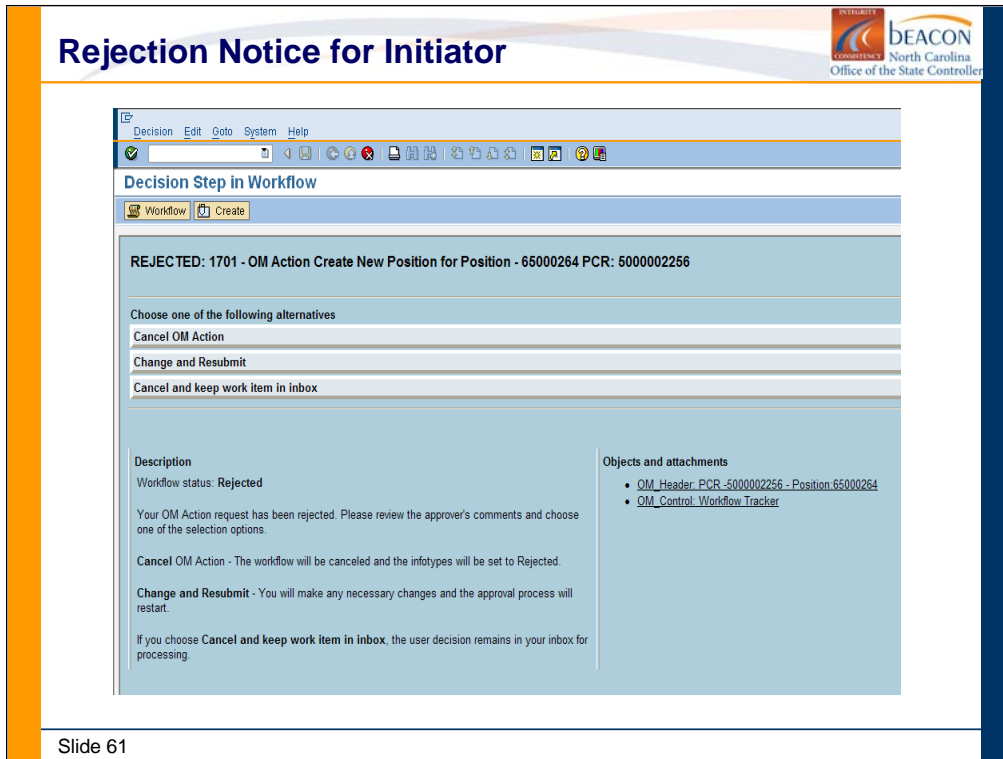 Rejection Notice for Initiator
INTEGRITY
CONSISTENCY
bEACON
North Carolina
Office of the State Controller
Decision Edit Goto System Help
Decision Step in Workflow
Workflow Create
REJECTED: 1701 - OM Action Create New Position for Position - 65000264 PCR: 5000002256
Choose one of the following alternatives
Cancel OM Action
Change and Resubmit
Cancel and keep work item in inbox
Description
Workflow status: Rejected
Your OM Action request has been rejected. Please review the approver's comments and choose
one of the selection options.
Cancel OM Action - The workflow will be canceled and the infotypes will be set to Rejected.
Change and Resubmit - You will make any necessary changes and the approval process will
restart.
If you choose Cancel and keep work item in inbox, the user decision remains in your inbox for
processing.
Objects and attachments
OM_Header: PCR -5000002256 - Position:65000264
OM_Control: Workflow Tracker
Slide 61